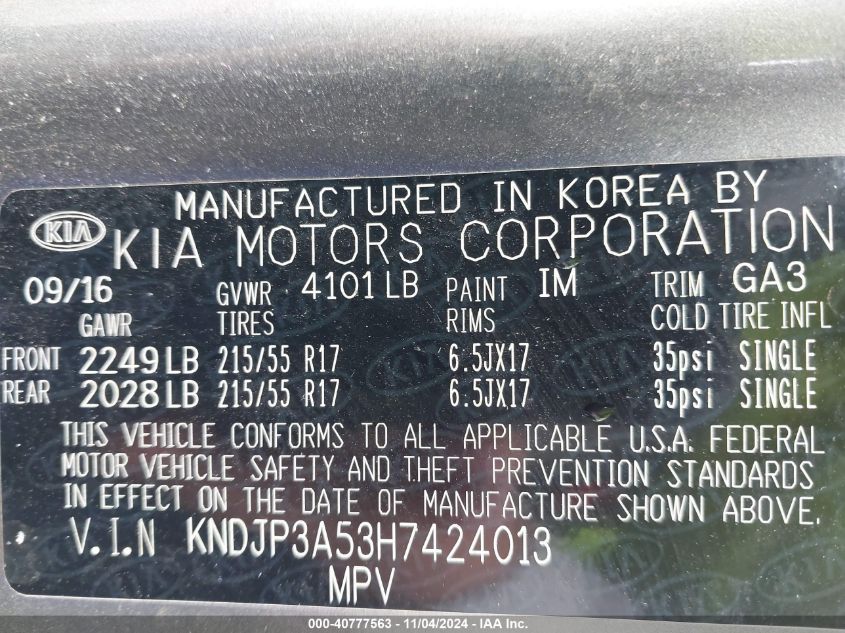 MANUFACTURED IN KOREA BY
KIA KIA MOTORS CORPORATION
09/16 GVWR 4101 LB PAINT IM TRIM GA3
GAWR TIRES RIMS COLD TIRE INFL
FRONT 2249 LB 215/55 R17 6.5JX17 35psi SINGLE
REAR 2028 LB 215/55 R17 6.5JX17 35psi SINGLE
THIS VEHICLE CONFORMS TO ALL APPLICABLE U.S.A. FEDERAL
MOTOR VEHICLE SAFETY AND THEFT PREVENTION STANDARDS
IN EFFECT ON THE DATE OF MANUFACTURE SHOWN ABOVE.
V.I.N KNDJP3A53H7424013
MPV
000-40777563 — 11/04/2024 — © IAA Inc.